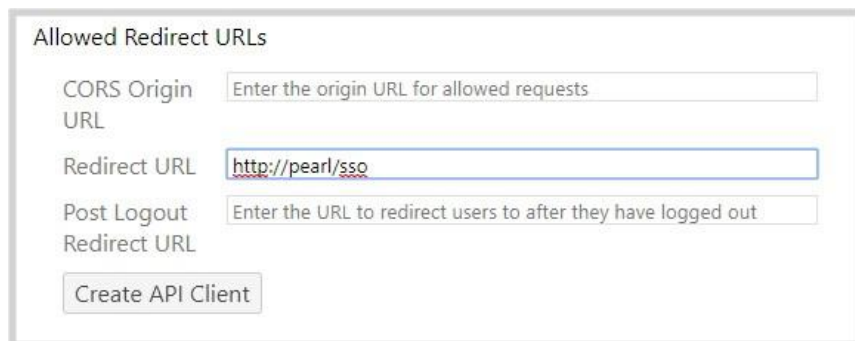 Allowed Redirect URLs
CORS Origin
URL
Enter the origin URL for allowed requests
Redirect URL
http://pearl/sso
Post Logout
Redirect URL
Enter the URL to redirect users to after they have logged out
Create API Client